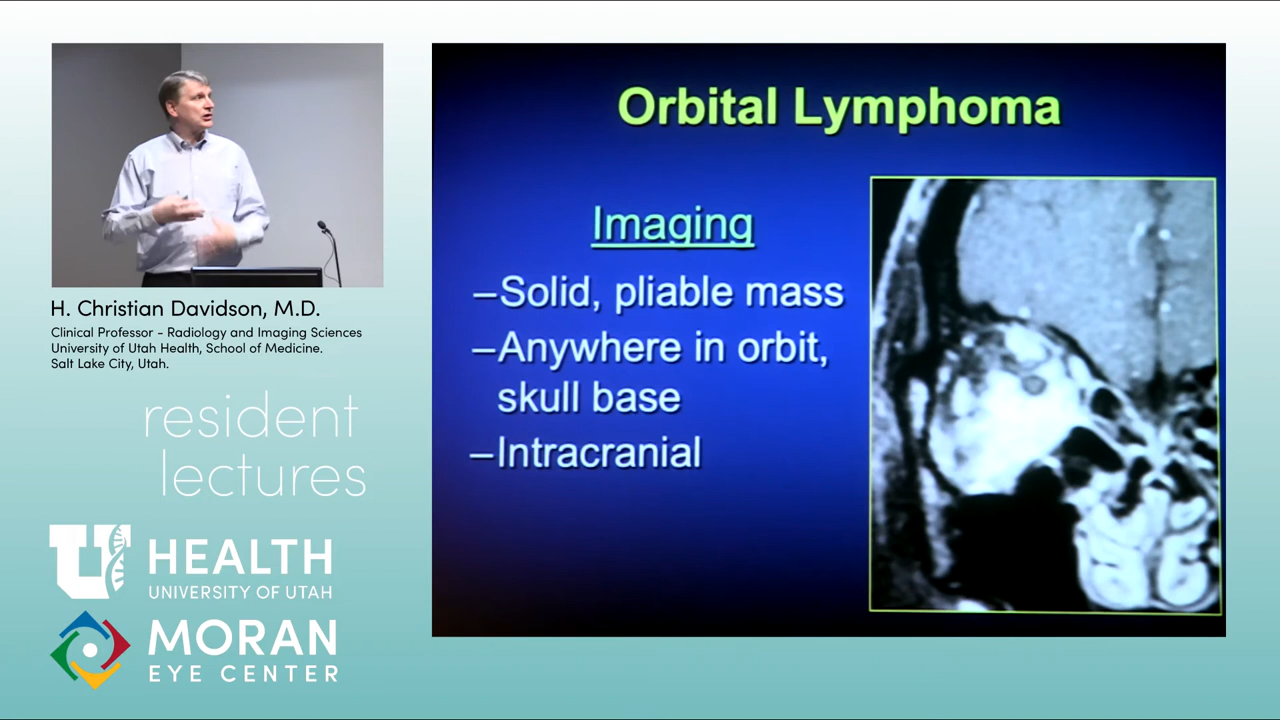 H. Christian Davidson, M.D.
Clinical Professor - Radiology and Imaging Sciences
University of Utah Health, School of Medicine.
Salt Lake City, Utah.
resident
lectures
U
HEALTH
UNIVERSITY OF UTAH
MORAN
EYE CENTER
Orbital Lymphoma
Imaging
–Solid, pliable mass
–Anywhere in orbit,
skull base
–Intracranial